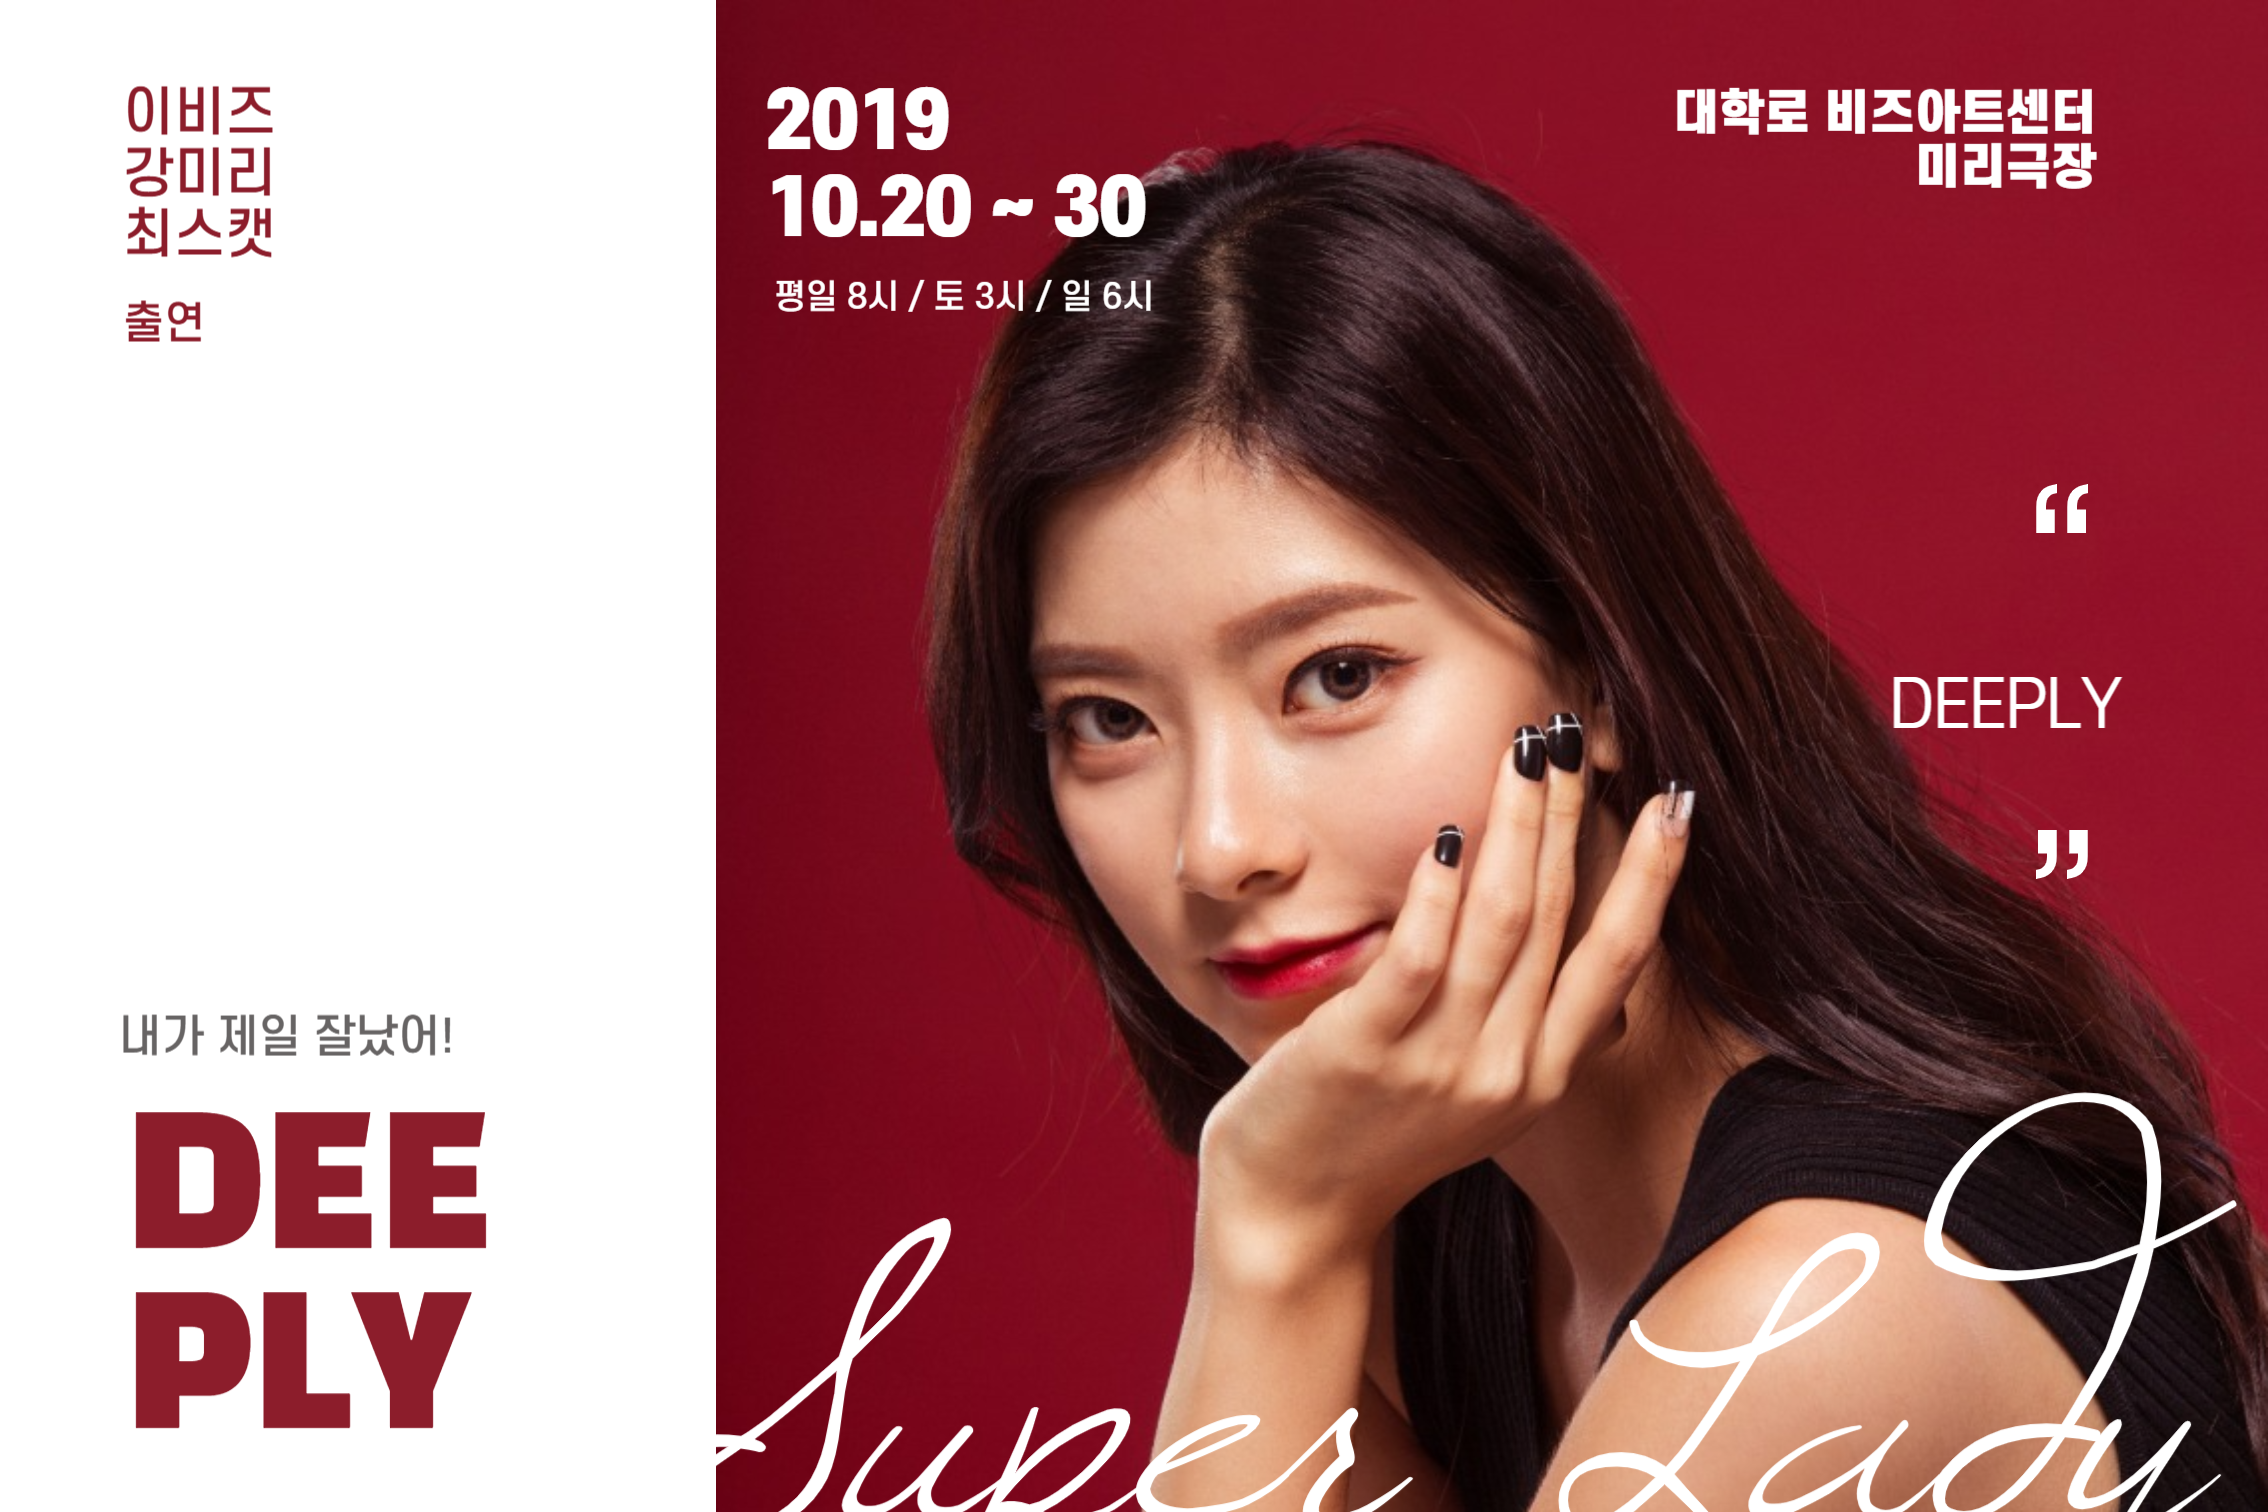 이비즈
강미리
최스캣
출연
내가 제일 잘났어!
DEE
PLY
2019
10.20 ~ 30
평일 8시 / 토 3시 / 일 6시
대학로 비즈아트센터
미리극장
“
DEEPLY
”
Super Lady